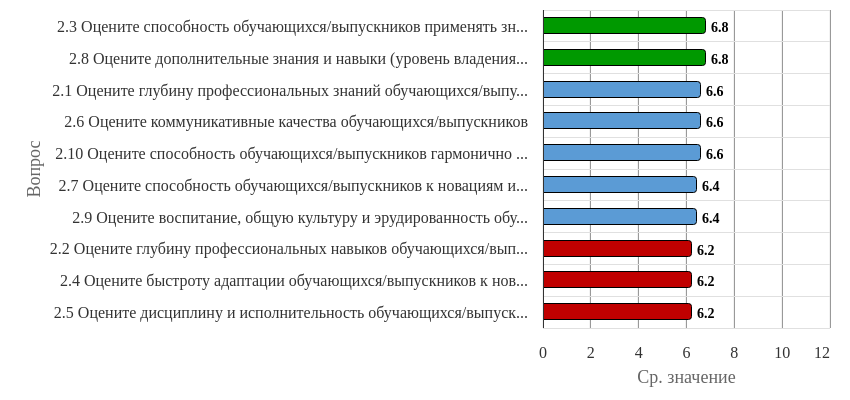 2.3 Оцените способность обучающихся/выпускников применять зн... 6.8
2.8 Оцените дополнительные знания и навыки (уровень владения... 6.8
2.1 Оцените глубину профессиональных знаний обучающихся/выпу... 6.6
2.6 Оцените коммуникативные качества обучающихся/выпускников 6.6
2.10 Оцените способность обучающихся/выпускников гармонично ... 6.6
2.7 Оцените способность обучающихся/выпускников к новациям и... 6.4
2.9 Оцените воспитание, общую культуру и эрудированность обу... 6.4
2.2 Оцените глубину профессиональных навыков обучающихся/вып... 6.2
2.4 Оцените быстроту адаптации обучающихся/выпускников к нов... 6.2
2.5 Оцените дисциплину и исполнительность обучающихся/выпуск... 6.2
Вопрос
0 2 4 6 8 10 12
Ср. значение